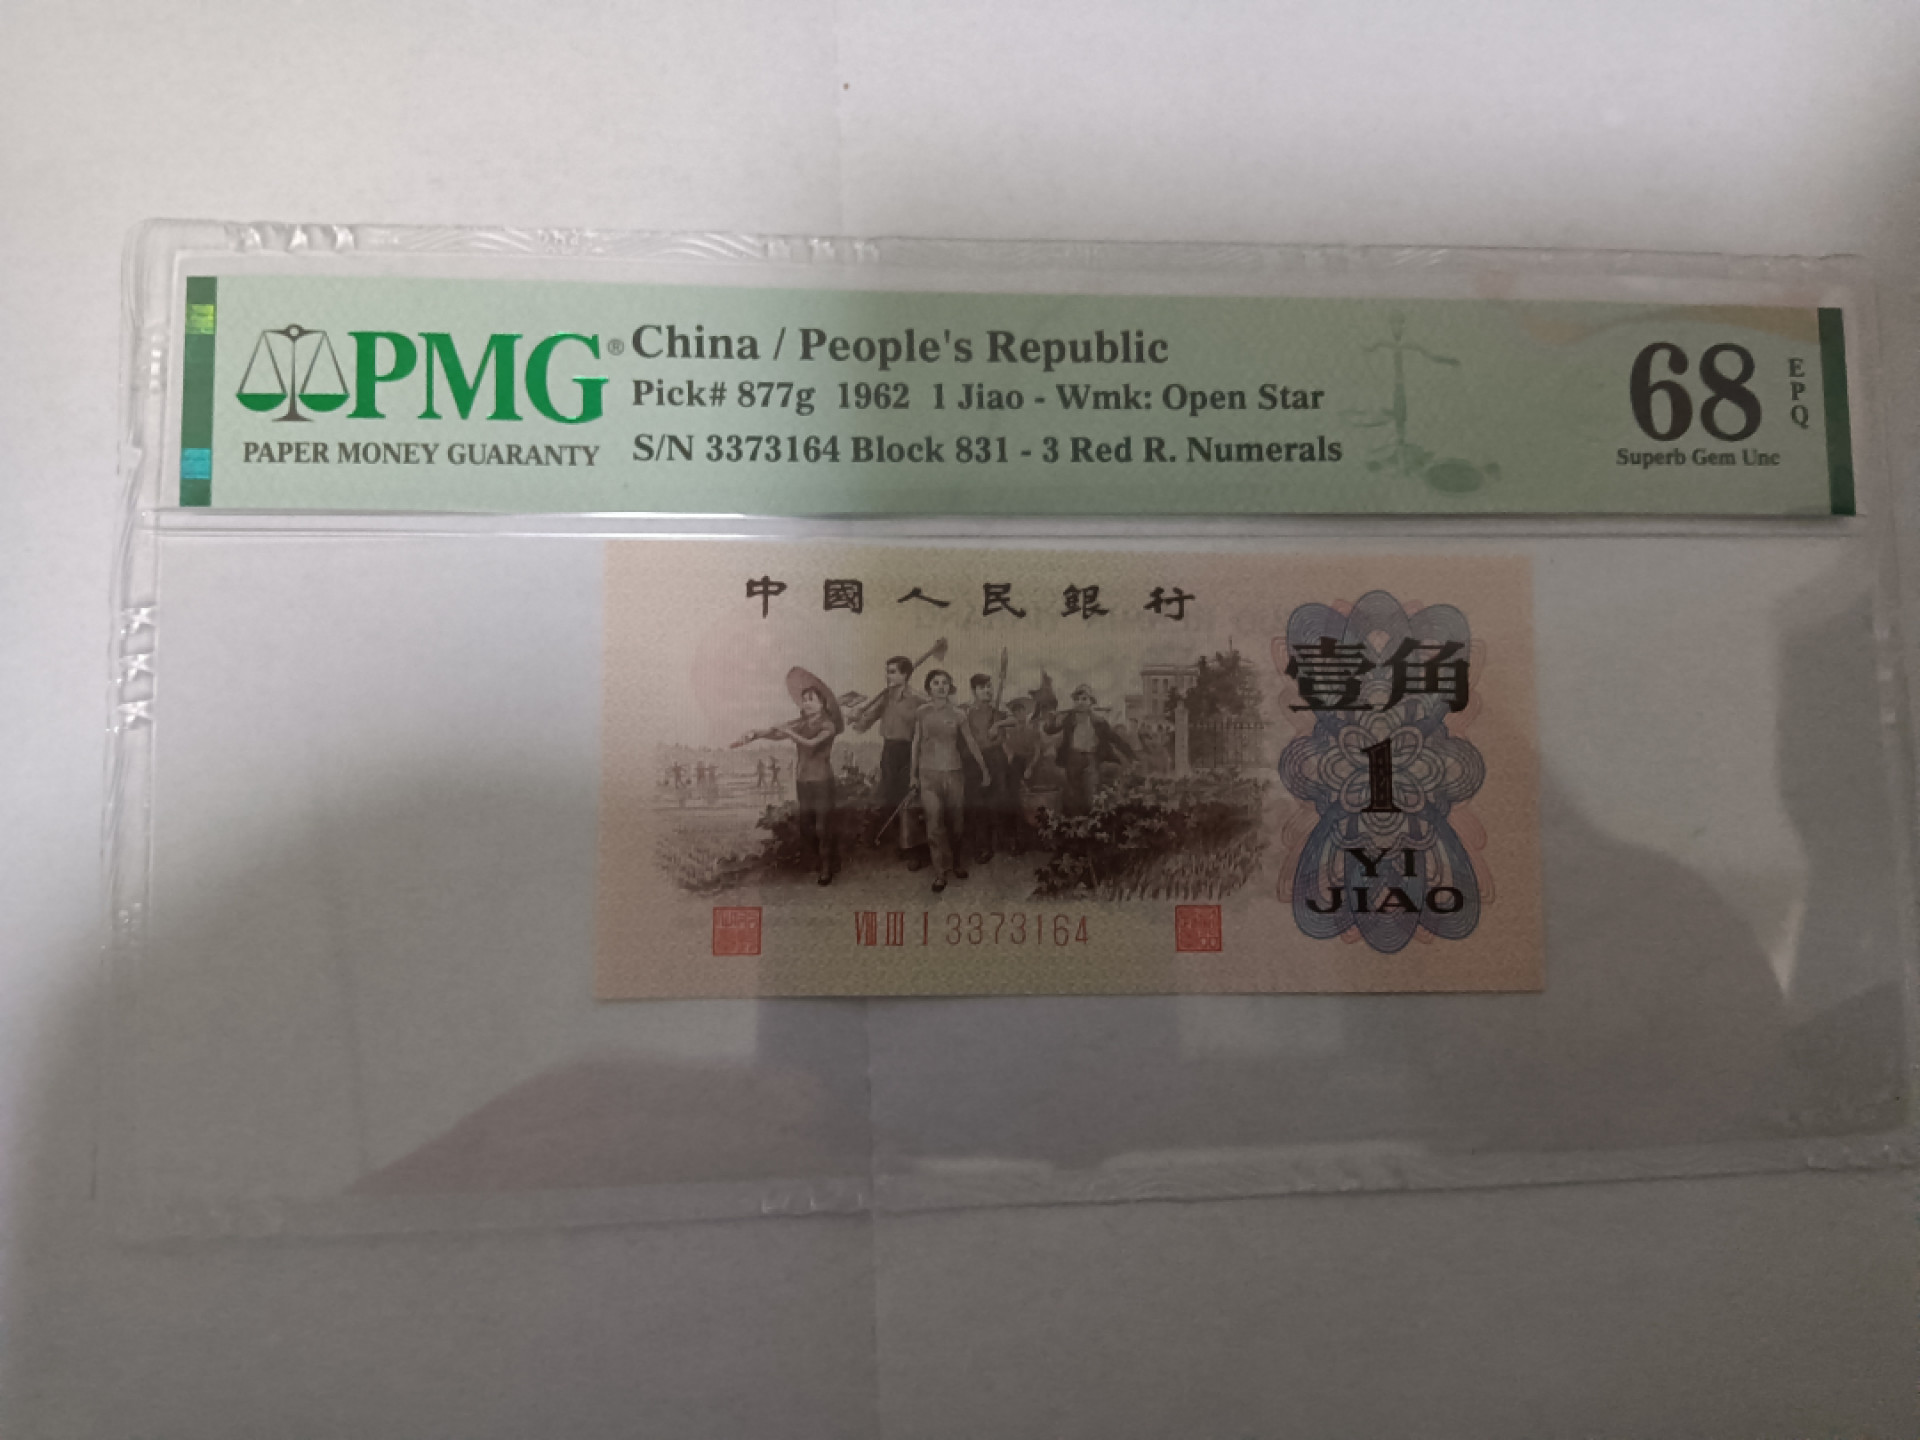 PMG®
PAPER MONEY GUARANTY
China / People's Republic
Pick# 877g 1962 1 Jiao - Wmk: Open Star
S/N 3373164 Block 831 - 3 Red R. Numerals
68
EPQ
Superb Gem Unc
中國人民銀行
壹角
1
YI
JIAO
VIII III I 3373164